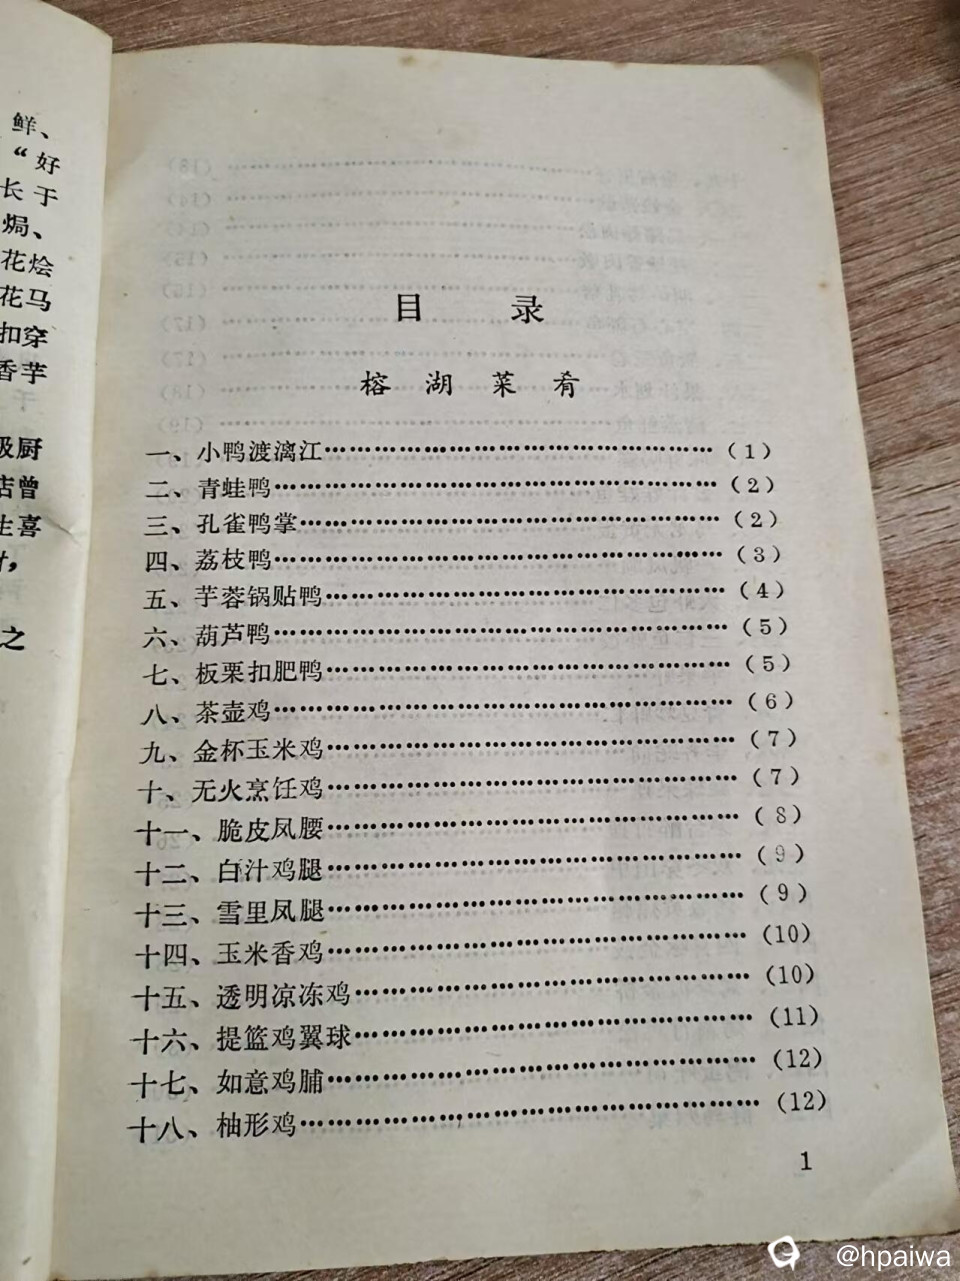 鲜、
“好
长于
焗、
花烩
花马
扣穿
香芋
级厨
店曾
生喜
之
目 录
榕湖菜肴
一、小鸭渡漓江……………………………………(1)
二、青蛙鸭…………………………………………(2)
三、孔雀鸭掌………………………………………(2)
四、荔枝鸭…………………………………………(3)
五、芋蓉锅贴鸭……………………………………(4)
六、葫芦鸭…………………………………………(5)
七、板栗扣肥鸭……………………………………(5)
八、茶壶鸡…………………………………………(6)
九、金杯玉米鸡……………………………………(7)
十、无火烹饪鸡……………………………………(7)
十一、脆皮凤腰……………………………………(8)
十二、白汁鸡腿……………………………………(9)
十三、雪里凤腿……………………………………(9)
十四、玉米香鸡……………………………………(10)
十五、透明凉冻鸡…………………………………(10)
十六、提篮鸡翼球…………………………………(11)
十七、如意鸡脯……………………………………(12)
十八、柚形鸡………………………………………(12)
1
@hpaiwa